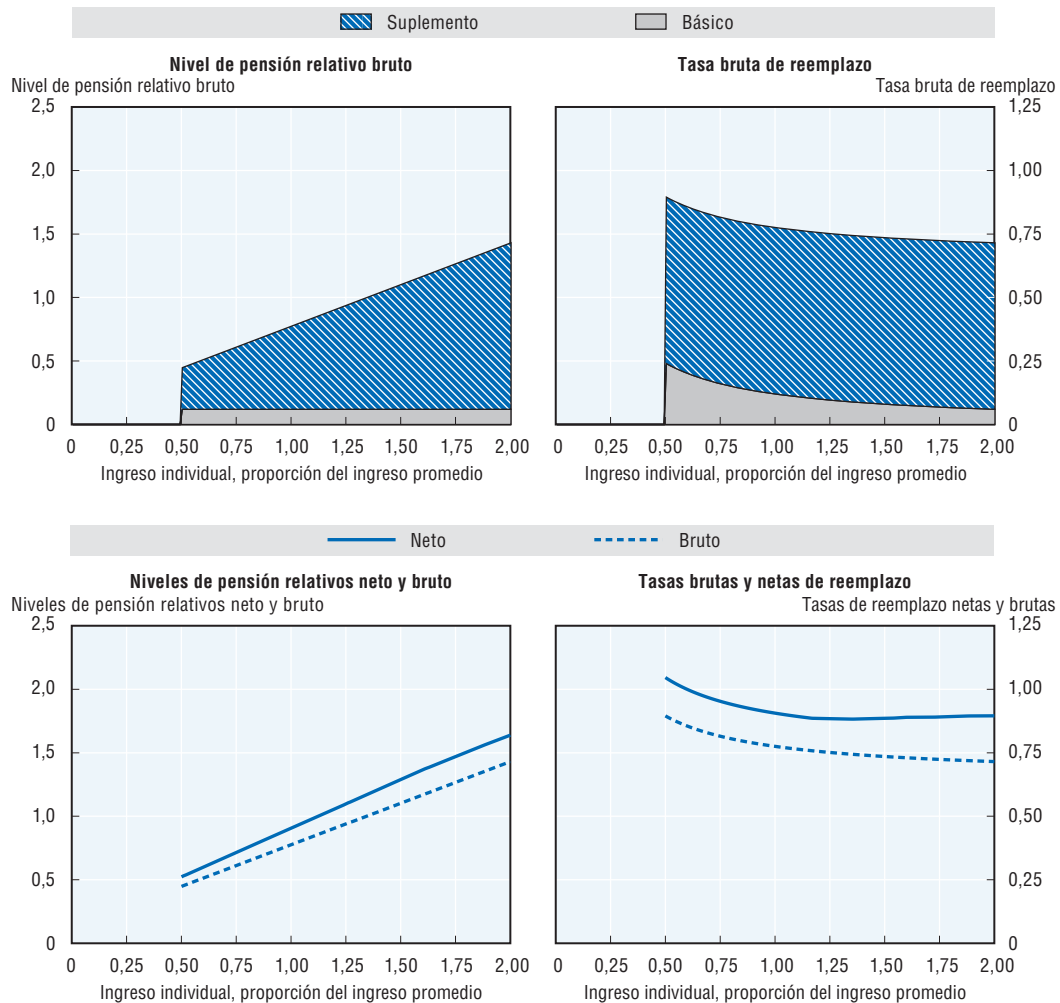 Suplemento Básico
Nivel de pensión relativo bruto
Nivel de pensión relativo bruto
2,5
2,0
1,5
1,0
0,5
0
0 0,25 0,50 0,75 1,00 1,25 1,50 1,75 2,00
Ingreso individual, proporción del ingreso promedio
Tasa bruta de reemplazo
Tasa bruta de reemplazo
1,25
1,00
0,75
0,50
0,25
0
0 0,25 0,50 0,75 1,00 1,25 1,50 1,75 2,00
Ingreso individual, proporción del ingreso promedio
Neto Bruto
Niveles de pensión relativos neto y bruto
Niveles de pensión relativos neto y bruto
2,5
2,0
1,5
1,0
0,5
0
0 0,25 0,50 0,75 1,00 1,25 1,50 1,75 2,00
Ingreso individual, proporción del ingreso promedio
Tasas brutas y netas de reemplazo
Tasas de reemplazo netas y brutas
1,25
1,00
0,75
0,50
0,25
0
0 0,25 0,50 0,75 1,00 1,25 1,50 1,75 2,00
Ingreso individual, proporción del ingreso promedio